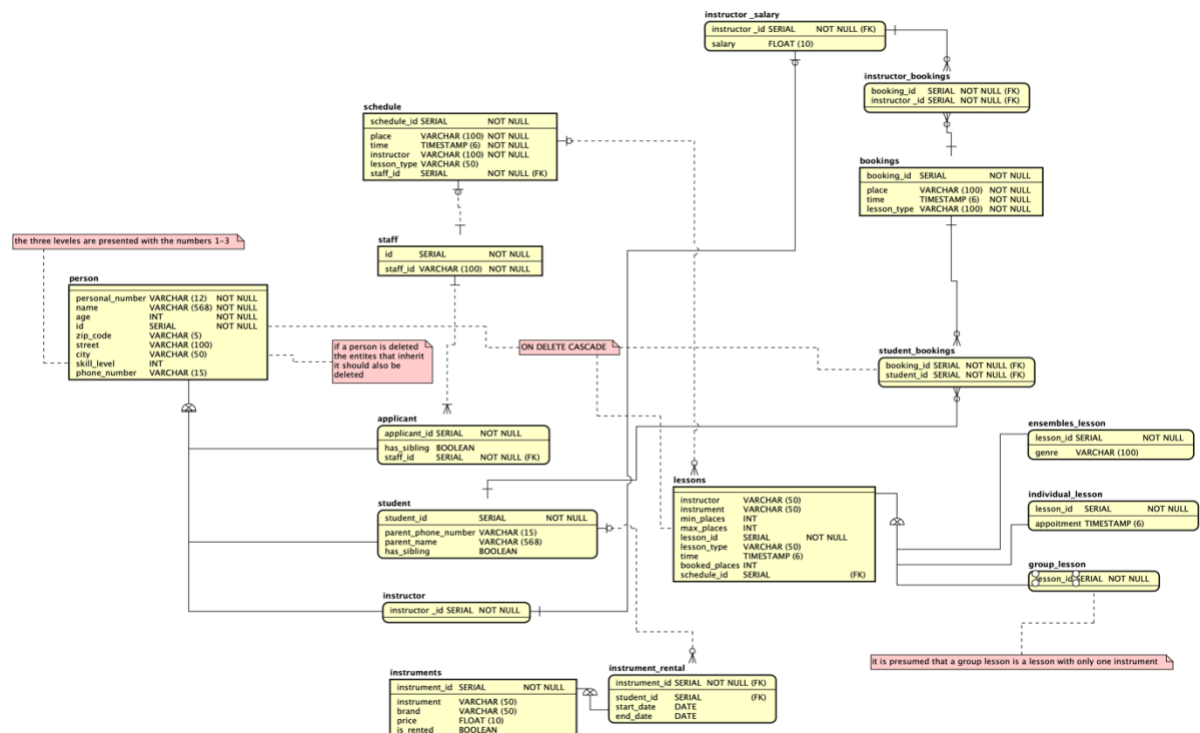 instructor _salary
instructor _id SERIAL NOT NULL (FK)
salary FLOAT (10)
instructor_bookings
booking_id SERIAL NOT NULL (FK)
instructor _id SERIAL NOT NULL (FK)
schedule
schedule_id SERIAL NOT NULL
place VARCHAR (100) NOT NULL
time TIMESTAMP (6) NOT NULL
instructor VARCHAR (100) NOT NULL
lesson_type VARCHAR (50)
staff_id SERIAL NOT NULL (FK)
bookings
booking_id SERIAL NOT NULL
place VARCHAR (100) NOT NULL
time TIMESTAMP (6) NOT NULL
lesson_type VARCHAR (100) NOT NULL
the three leveles are presented with the numbers 1-3
staff
id SERIAL NOT NULL
staff_id VARCHAR (100) NOT NULL
person
personal_number VARCHAR (12) NOT NULL
name VARCHAR (568) NOT NULL
age INT NOT NULL
id SERIAL NOT NULL
zip_code VARCHAR (5)
street VARCHAR (100)
city VARCHAR (50)
skill_level INT
phone_number VARCHAR (15)
if a person is deleted
the entites that inherit
it should also be
deleted
ON DELETE CASCADE
student_bookings
booking_id SERIAL NOT NULL (FK)
student_id SERIAL NOT NULL (FK)
applicant
applicant_id SERIAL NOT NULL
has_sibling BOOLEAN
staff_id SERIAL NOT NULL (FK)
ensembles_lesson
lesson_id SERIAL NOT NULL
genre VARCHAR (100)
lessons
instructor VARCHAR (50)
instrument VARCHAR (50)
min_places INT
max_places INT
lesson_id SERIAL NOT NULL
lesson_type VARCHAR (50)
time TIMESTAMP (6)
booked_places INT
schedule_id SERIAL (FK)
individual_lesson
lesson_id SERIAL NOT NULL
appoitment TIMESTAMP (6)
student
student_id SERIAL NOT NULL
parent_phone_number VARCHAR (15)
parent_name VARCHAR (568)
has_sibling BOOLEAN
group_lesson
lesson_id SERIAL NOT NULL
instructor
instructor _id SERIAL NOT NULL
it is presumed that a group lesson is a lesson with only one instrument
instruments
instrument_id SERIAL NOT NULL
instrument VARCHAR (50)
brand VARCHAR (50)
price FLOAT (10)
is_rented BOOLEAN
instrument_rental
instrument_id SERIAL NOT NULL (FK)
student_id SERIAL (FK)
start_date DATE
end_date DATE